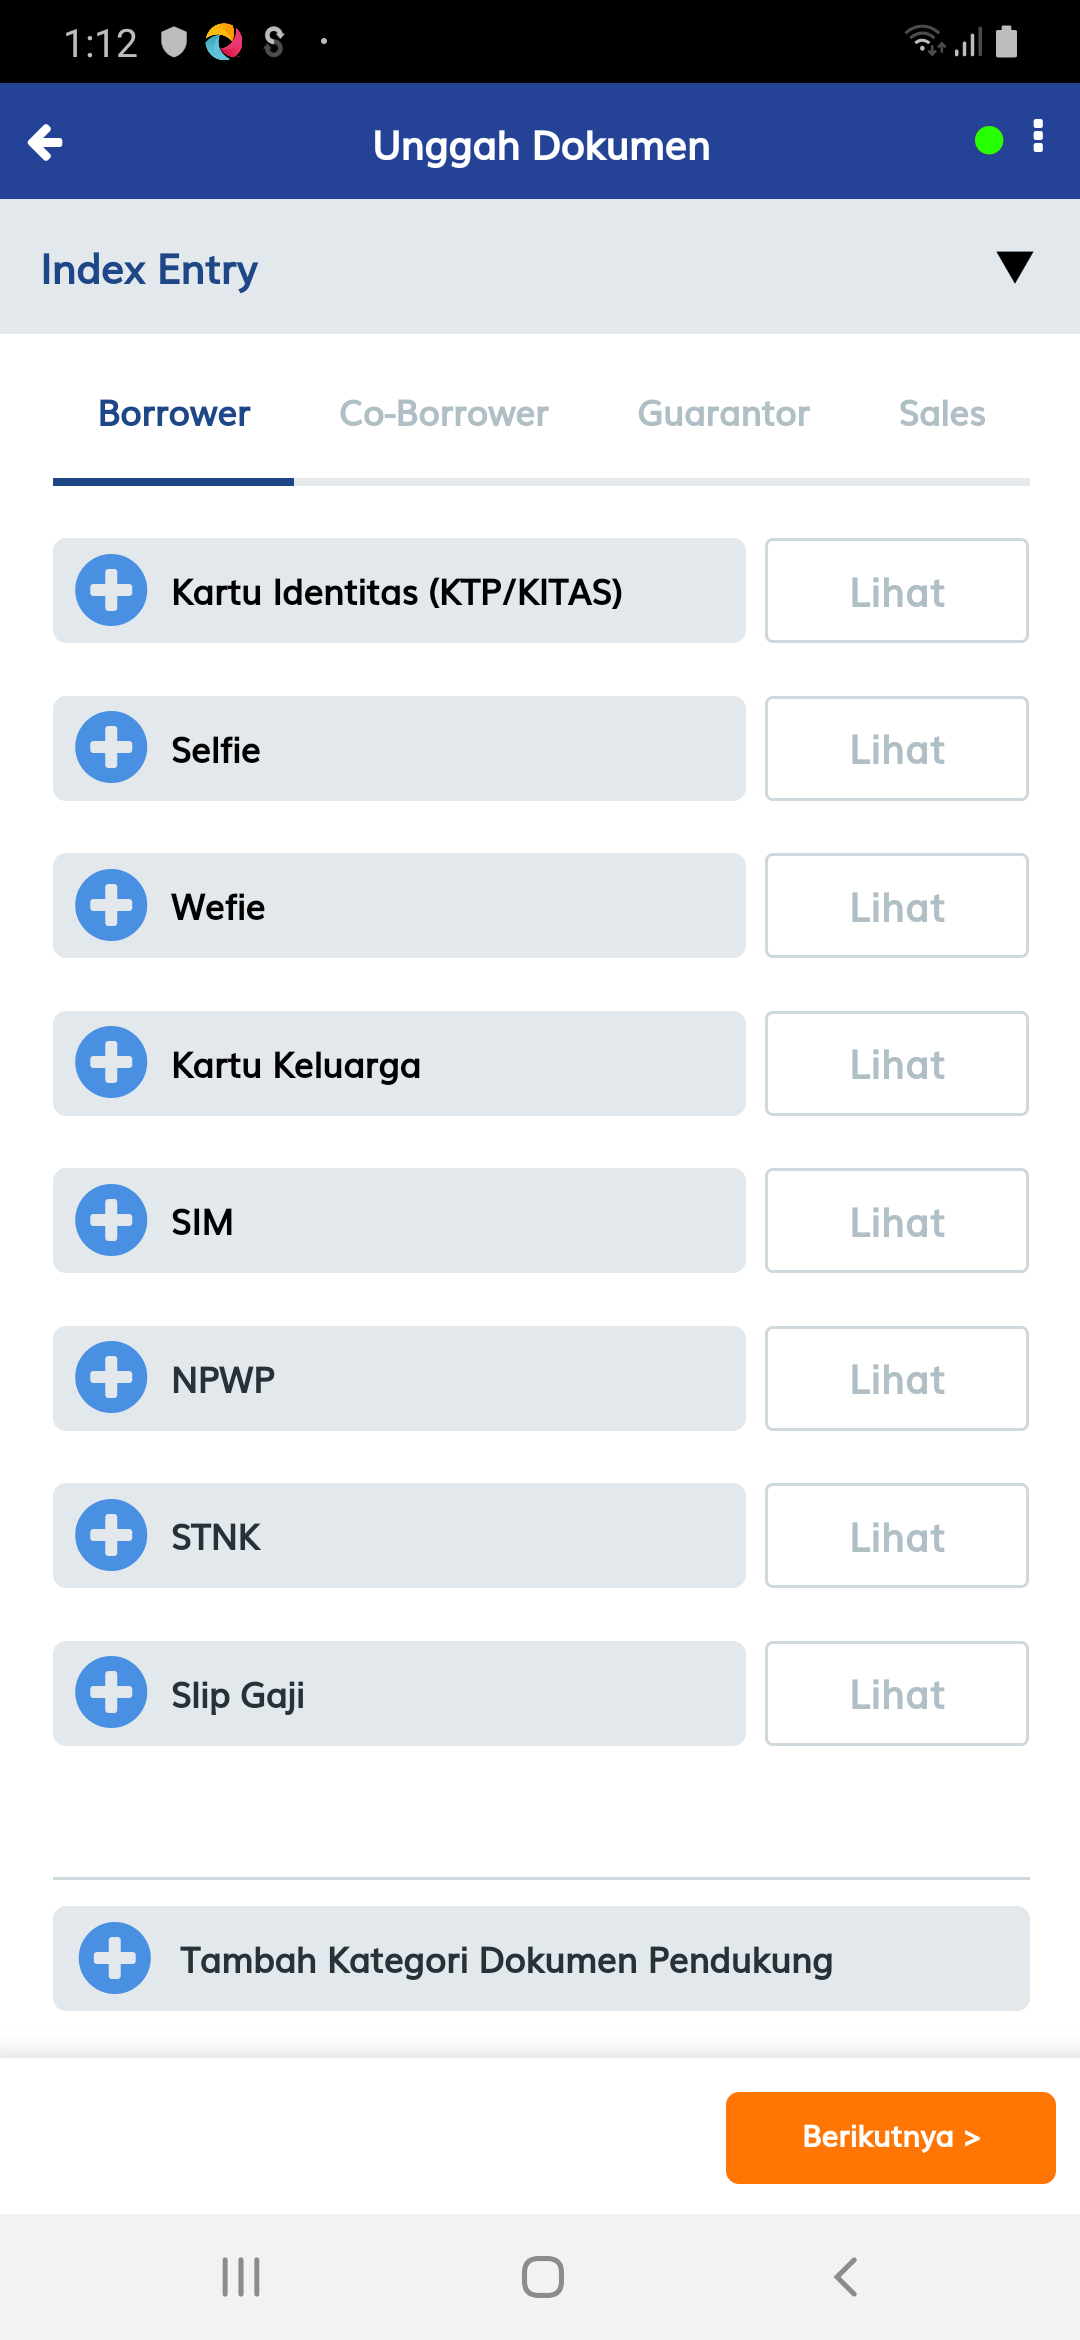 1:12
Unggah Dokumen
Index Entry
Borrower Co-Borrower Guarantor Sales
Kartu Identitas (KTP/KITAS) Lihat
Selfie Lihat
Wefie Lihat
Kartu Keluarga Lihat
SIM Lihat
NPWP Lihat
STNK Lihat
Slip Gaji Lihat
Tambah Kategori Dokumen Pendukung
Berikutnya >